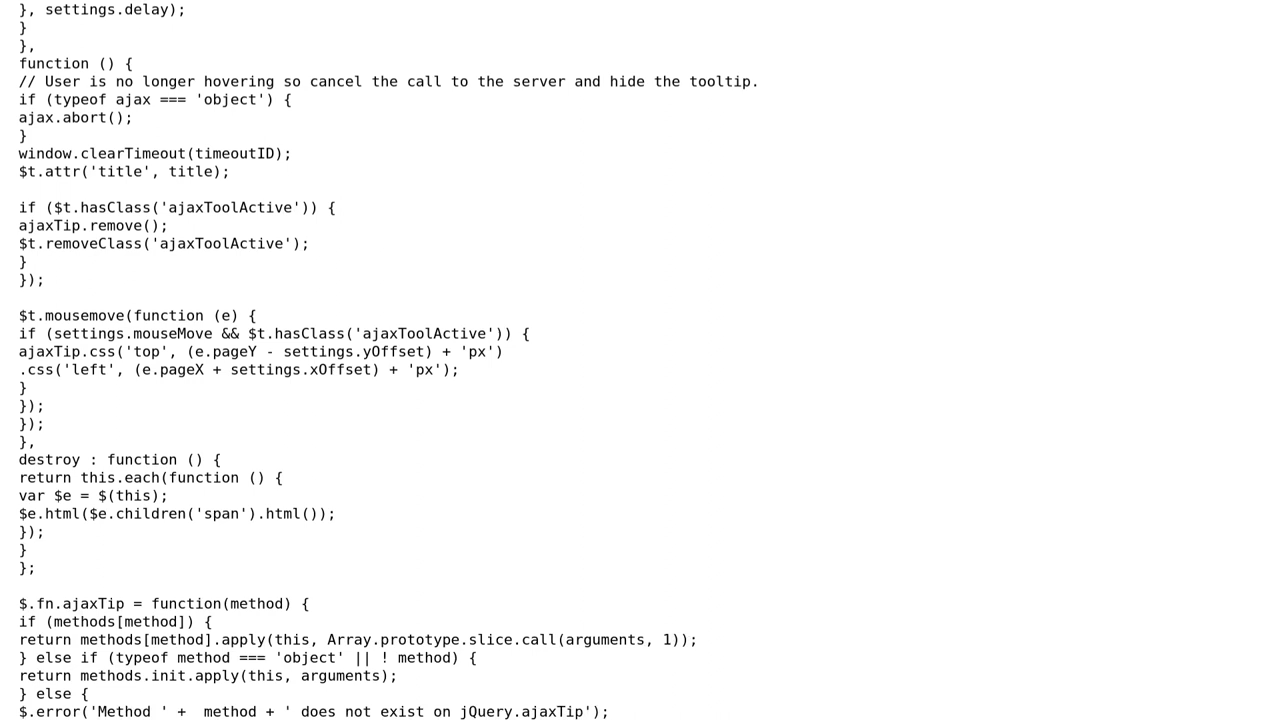 }, settings.delay);
}
},
function () {
// User is no longer hovering so cancel the call to the server and hide the tooltip.
if (typeof ajax === 'object') {
ajax.abort();
}
window.clearTimeout(timeoutID);
$t.attr('title', title);

if ($t.hasClass('ajaxToolActive')) {
ajaxTip.remove();
$t.removeClass('ajaxToolActive');
}
});

$t.mousemove(function (e) {
if (settings.mouseMove && $t.hasClass('ajaxToolActive')) {
ajaxTip.css('top', (e.pageY - settings.yOffset) + 'px')
.css('left', (e.pageX + settings.xOffset) + 'px');
}
});
});
},
destroy : function () {
return this.each(function () {
var $e = $(this);
$e.html($e.children('span').html());
});
}
};

$.fn.ajaxTip = function(method) {
if (methods[method]) {
return methods[method].apply(this, Array.prototype.slice.call(arguments, 1));
} else if (typeof method === 'object' || ! method) {
return methods.init.apply(this, arguments);
} else {
$.error('Method ' +  method + ' does not exist on jQuery.ajaxTip');